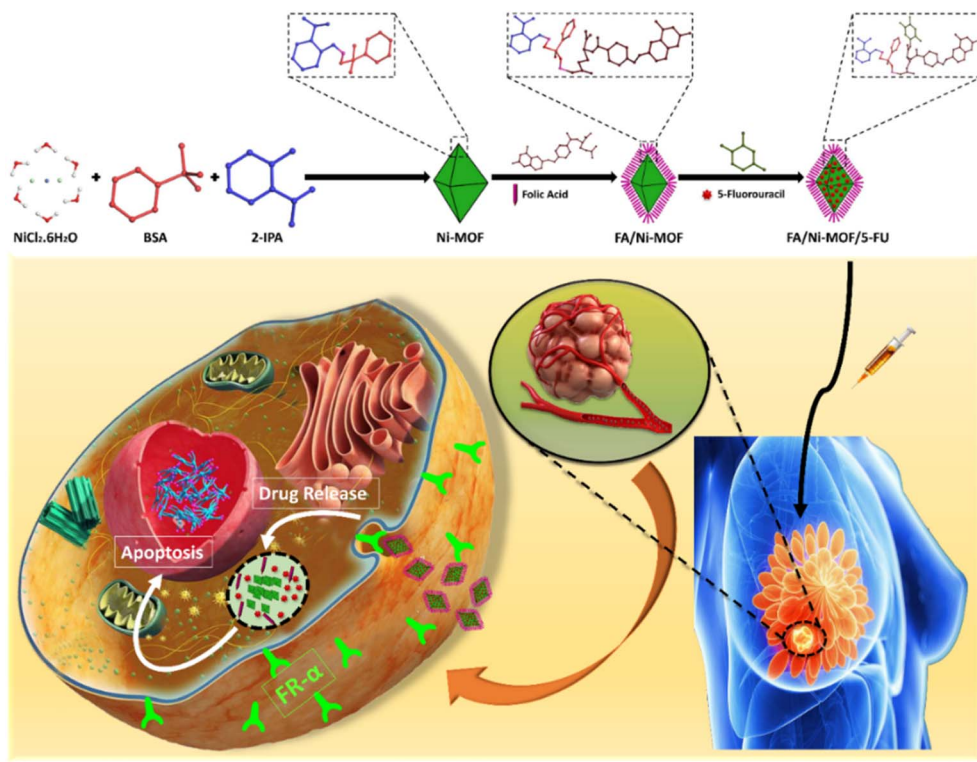 Folic Acid
5-Fluorouracil
NiCl₂.6H₂O
BSA
2-IPA
Ni-MOF
FA/Ni-MOF
FA/Ni-MOF/5-FU
Drug Release
Apoptosis
FR-α